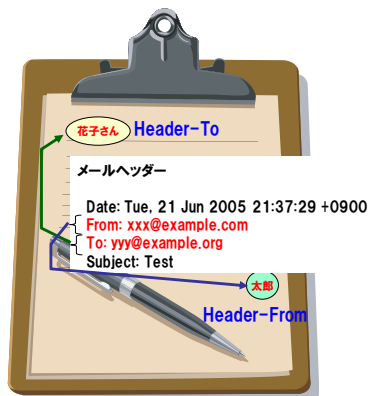 花子さん Header-To
メールヘッダー
Date: Tue, 21 Jun 2005 21:37:29 +0900
From: xxx@example.com
To: yyy@example.org
Subject: Test
太郎
Header-From